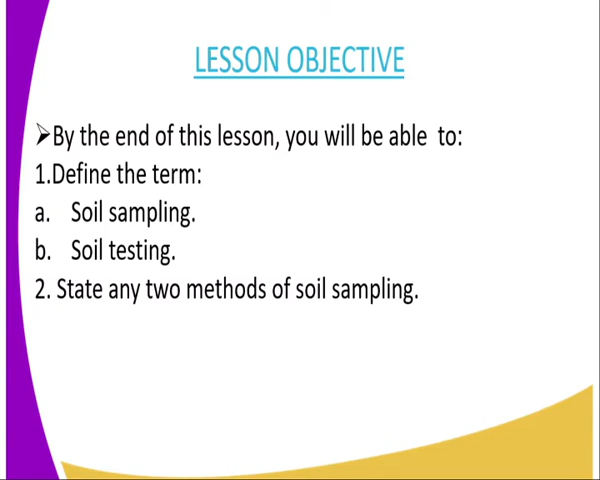 LESSON OBJECTIVE
➢By the end of this lesson, you will be able to:
1.Define the term:
a. Soil sampling.
b. Soil testing.
2. State any two methods of soil sampling.